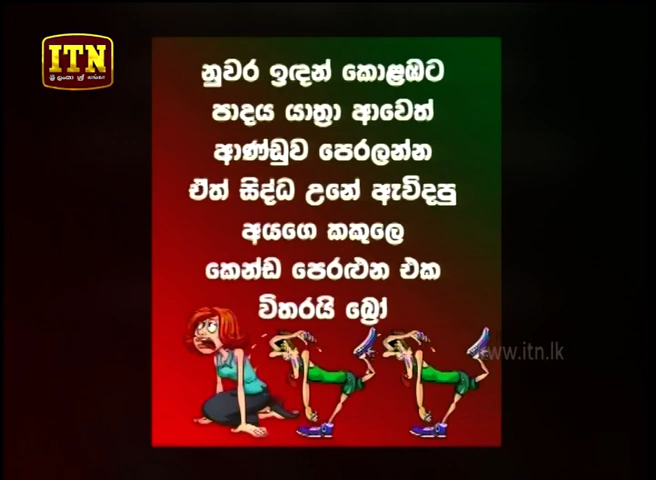 ITN
ශ්‍රී ලංකා
නුවර ඉඳන් කොළඹට
පාදය යාත්‍රා ආවෙත්
ආණ්ඩුව පෙරලන්න
ඒත් සිද්ධ උනේ ඇවිදපු
අයගෙ කකුලෙ
කෙන්ඩ පෙරළුන එක
විතරයි බ්‍රෝ
www.itn.lk